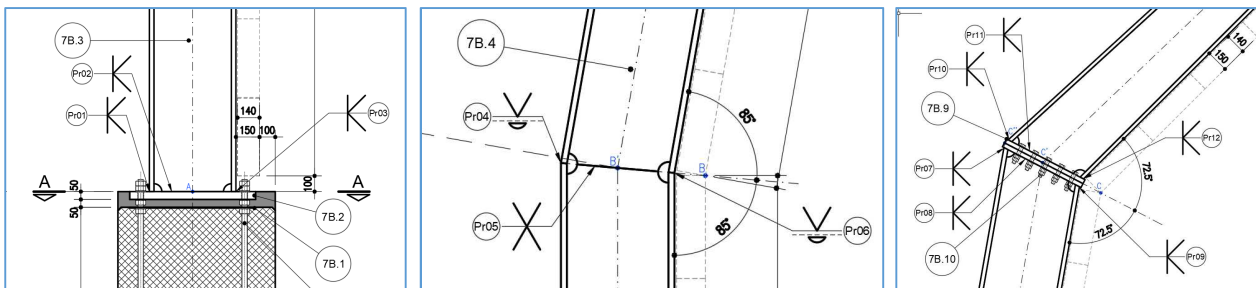 7B.3
Pr02
Pr01
Pr03
140
150 100
50
A
A
100
50
7B.2
7B.1
A
7B.4
Pr04
85°
B'
B
Pr05
Pr06
85°
Pr11
140
150
Pr10
7B.9
C"
Pr12
Pr07
C'
72.5°
C
Pr08
72.5°
7B.10
Pr09